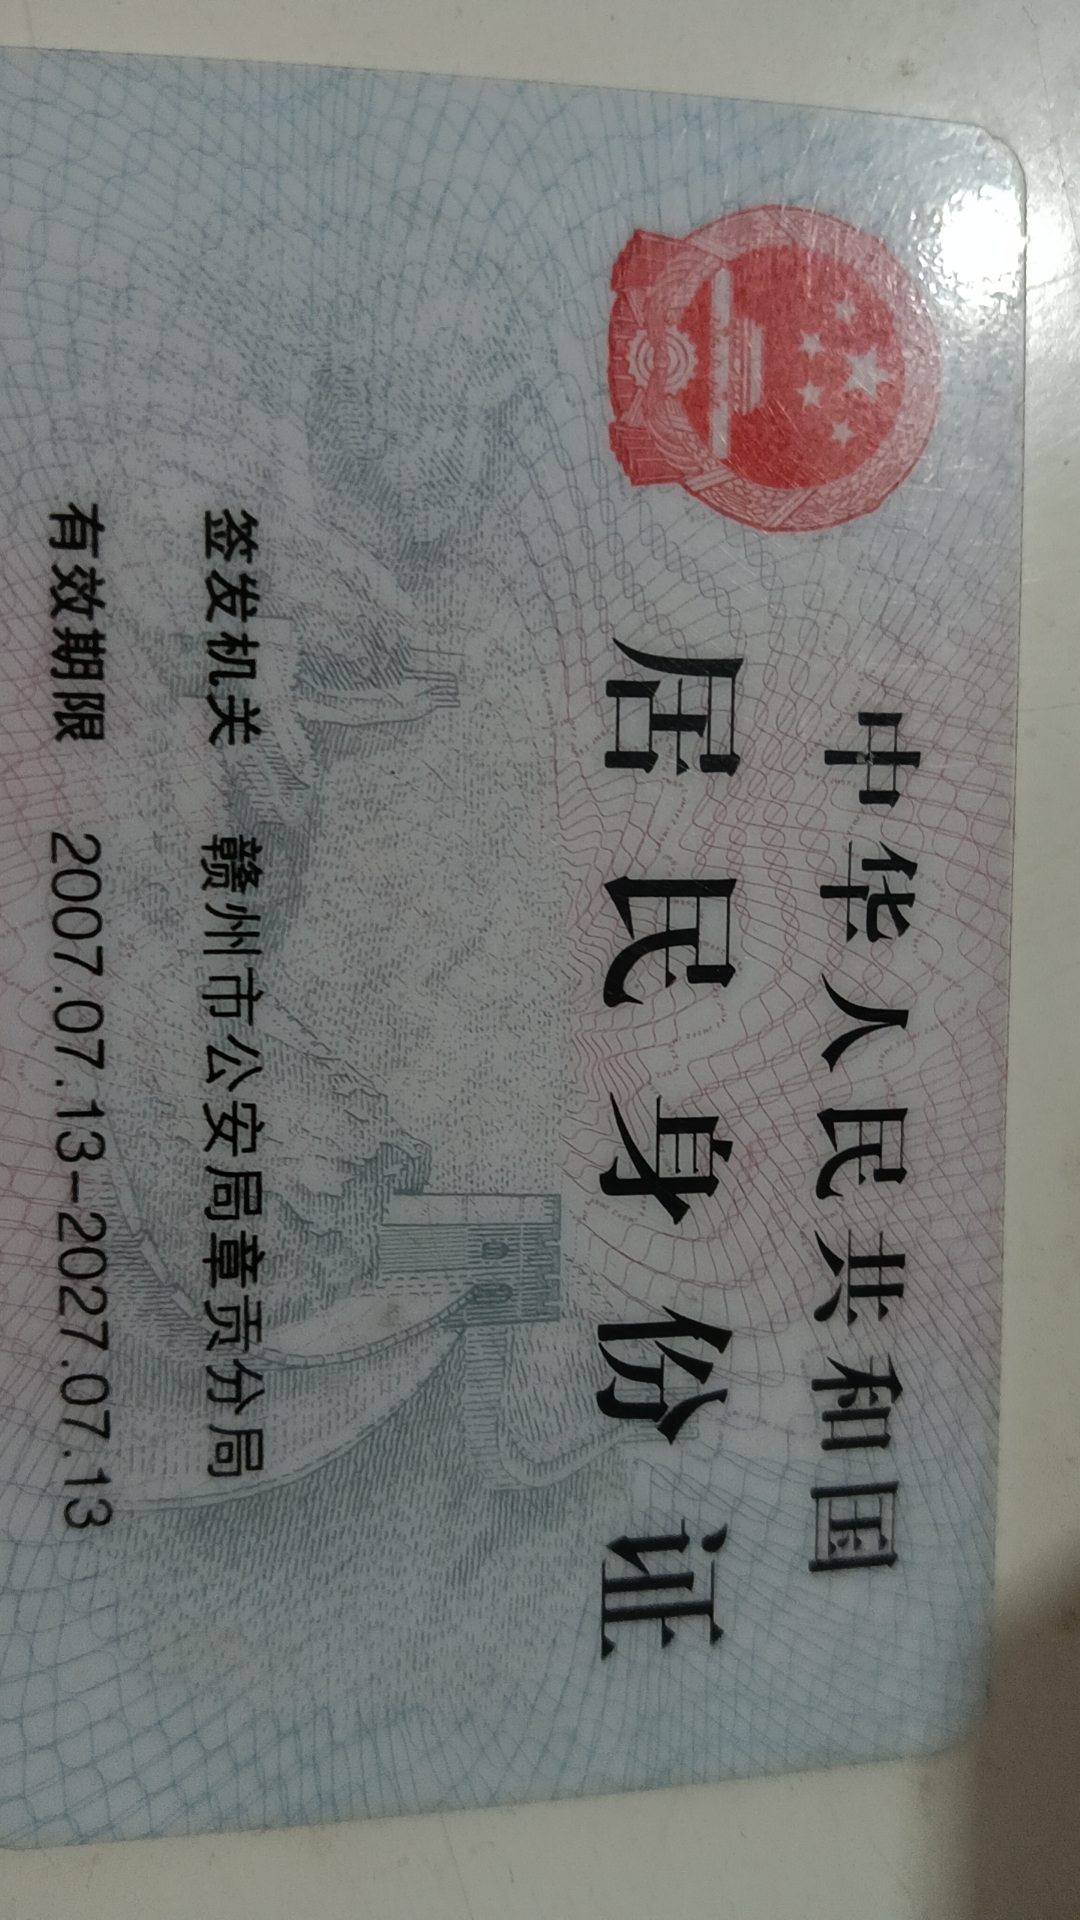 中华人民共和国
居民身份证
签发机关 赣州市公安局章贡分局
有效期限 2007.07.13-2027.07.13